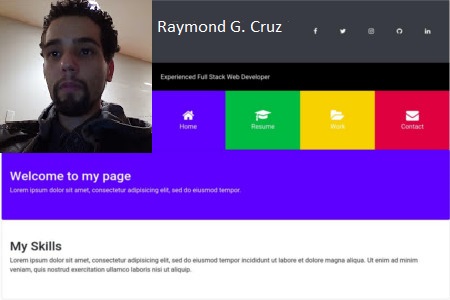 Raymond G. Cruz
Experienced Full Stack Web Developer
Home
Resume
Work
Contact
Welcome to my page
Lorem ipsum dolor sit amet, consectetur adipisicing elit, sed do eiusmod tempor.
My Skills
Lorem ipsum dolor sit amet, consectetur adipisicing elit, sed do eiusmod tempor incididunt ut labore et dolore magna aliqua. Ut enim ad minim
veniam, quis nostrud exercitation ullamco laboris nisi ut aliquip.